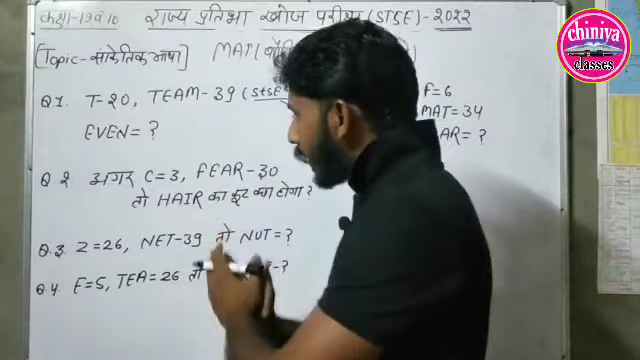 कक्षा-10 राज्य प्रतिभा खोज परीक्षा (STSE)-2022
[Topic-सांकेतिक भाषा] MAT
Q.1. T=20, TEAM-39 (STSE
EVEN=?
Q 2. अगर C=3, FEAR-30
तो HAIR का कूट क्या होगा?
Q.3. Z=26, NET-39 तो NUT=?
Q.4. E=5, TEA=26 तो -?
F=6
MAT=34
AR=?
chiniya
classes